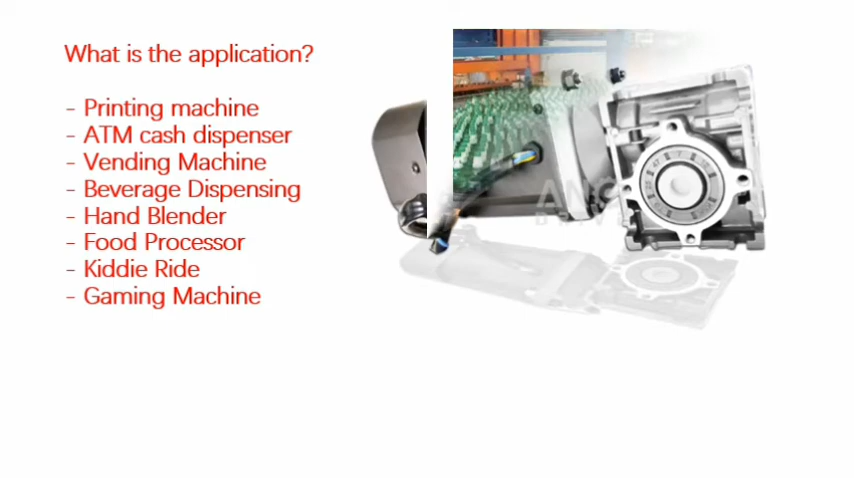 What is the application?
- Printing machine
- ATM cash dispenser
- Vending Machine
- Beverage Dispensing
- Hand Blender
- Food Processor
- Kiddie Ride
- Gaming Machine